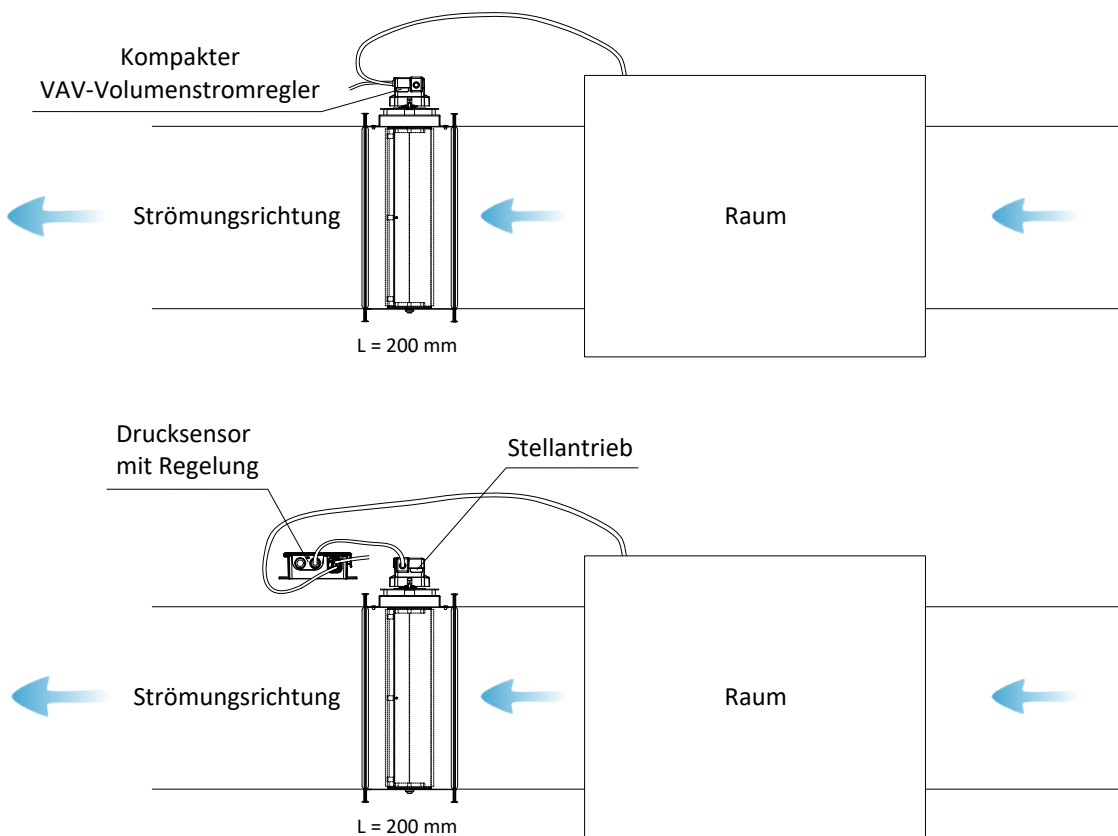 Kompakter
VAV-Volumenstromregler
Strömungsrichtung
Raum
L = 200 mm
Drucksensor
mit Regelung
Stellantrieb
Strömungsrichtung
Raum
L = 200 mm